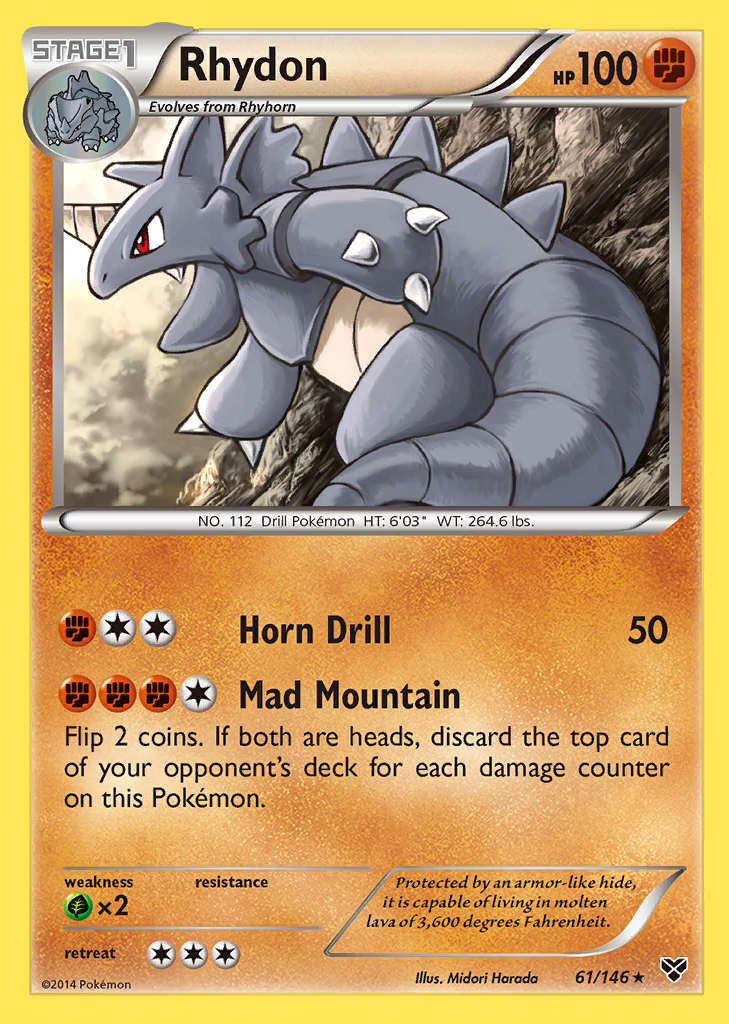 STAGE1
Rhydon
HP100
Evolves from Rhyhorn
NO. 112 Drill Pokémon HT: 6'03" WT: 264.6 lbs.
Horn Drill 50
Mad Mountain
Flip 2 coins. If both are heads, discard the top card
of your opponent's deck for each damage counter
on this Pokémon.
weakness resistance
×2
retreat
Protected by an armor-like hide,
it is capable of living in molten
lava of 3,600 degrees Fahrenheit.
©2014 Pokémon
Illus. Midori Harada
61/146 ★